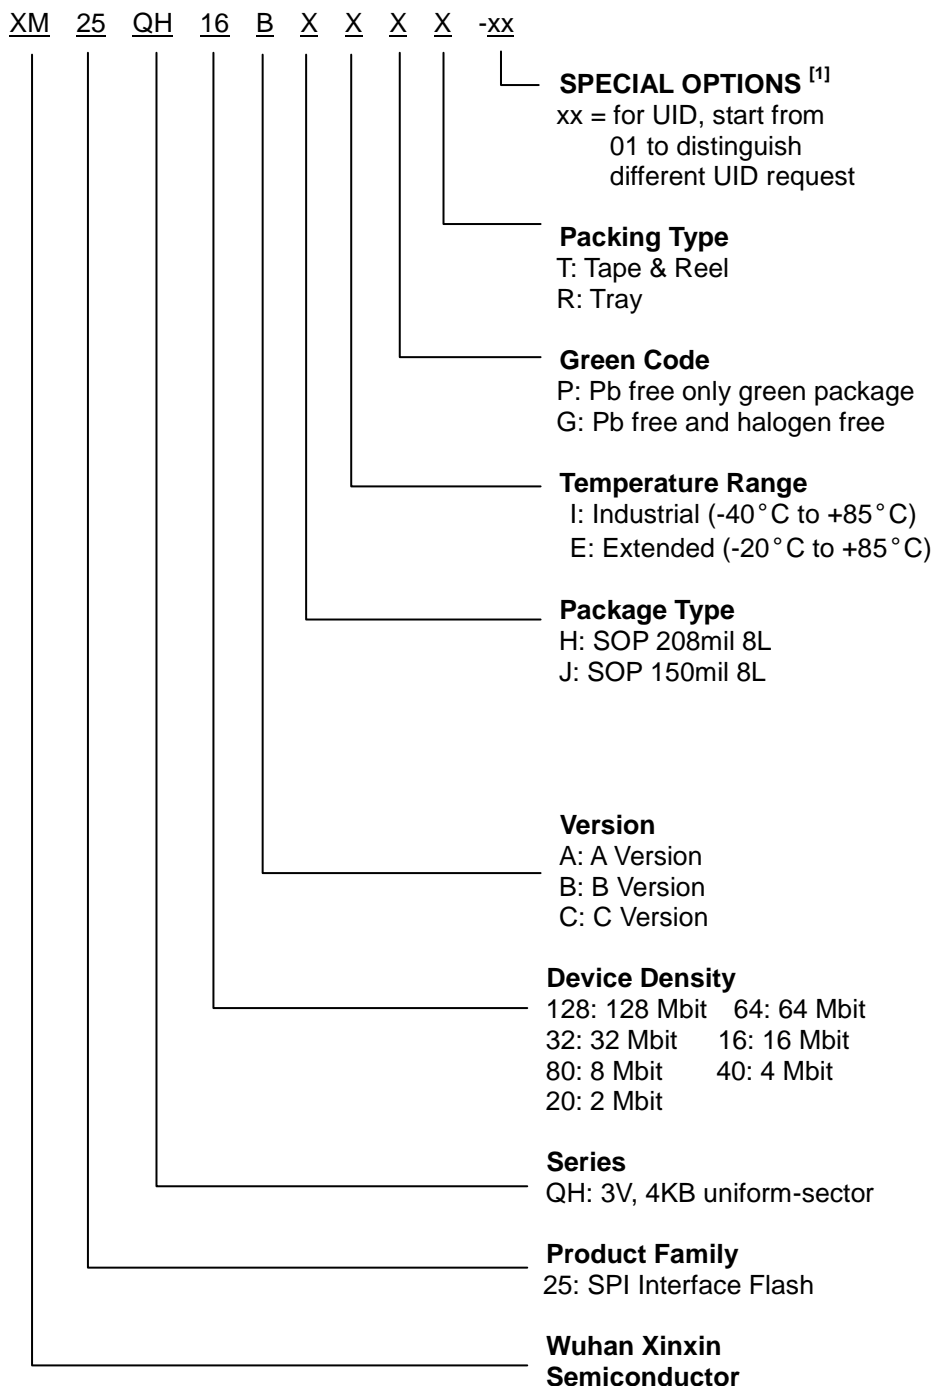 XM 25 QH 16 B X X X X -xx
SPECIAL OPTIONS [1]
xx = for UID, start from
01 to distinguish
different UID request
Packing Type
T: Tape & Reel
R: Tray
Green Code
P: Pb free only green package
G: Pb free and halogen free
Temperature Range
I: Industrial (-40°C to +85°C)
E: Extended (-20°C to +85°C)
Package Type
H: SOP 208mil 8L
J: SOP 150mil 8L
Version
A: A Version
B: B Version
C: C Version
Device Density
128: 128 Mbit 64: 64 Mbit
32: 32 Mbit 16: 16 Mbit
80: 8 Mbit 40: 4 Mbit
20: 2 Mbit
Series
QH: 3V, 4KB uniform-sector
Product Family
25: SPI Interface Flash
Wuhan Xinxin
Semiconductor